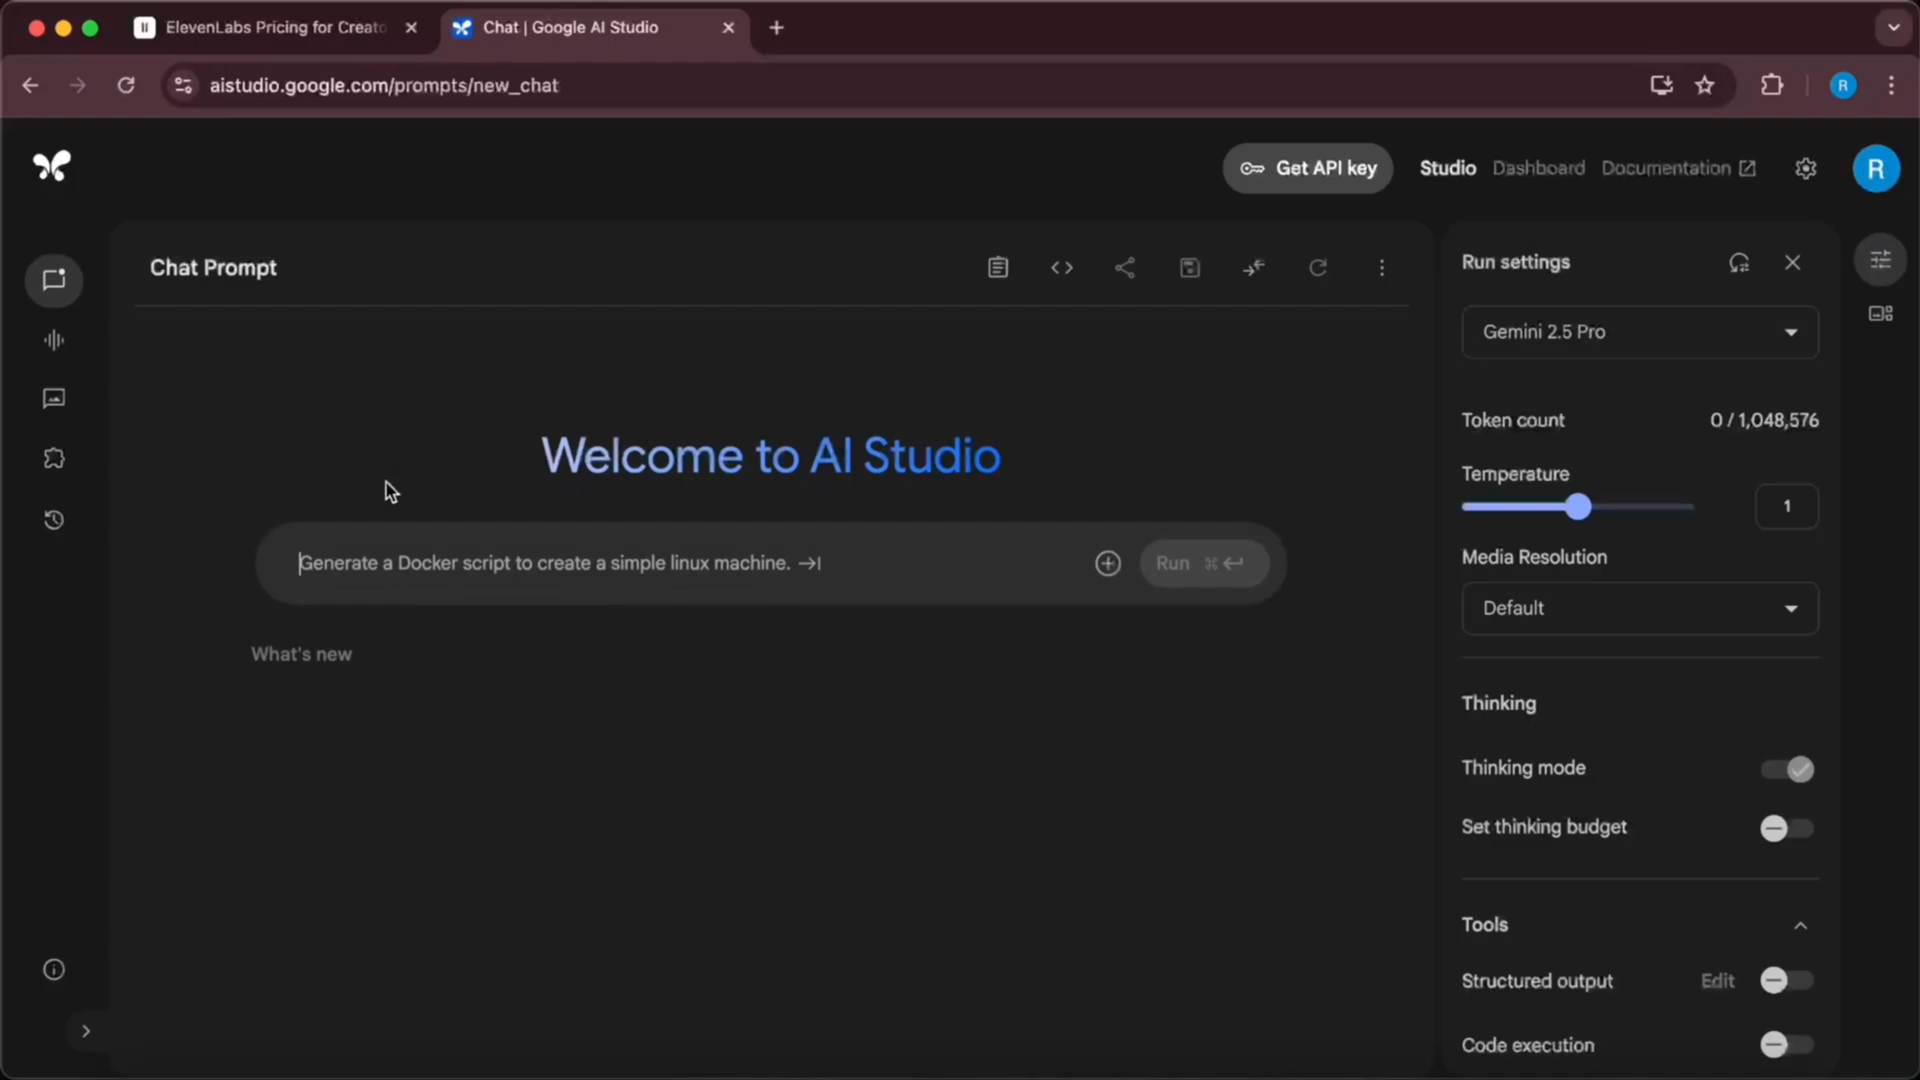 ElevenLabs Pricing for Creato
Chat | Google AI Studio
aistudio.google.com/prompts/new_chat
R
Get API key
Studio
Dashboard
Documentation
R
Chat Prompt
Welcome to AI Studio
Generate a Docker script to create a simple linux machine.
Run ⌘
What's new
Run settings
Gemini 2.5 Pro
Token count 0 / 1,048,576
Temperature
1
Media Resolution
Default
Thinking
Thinking mode
Set thinking budget
Tools
Structured output Edit
Code execution